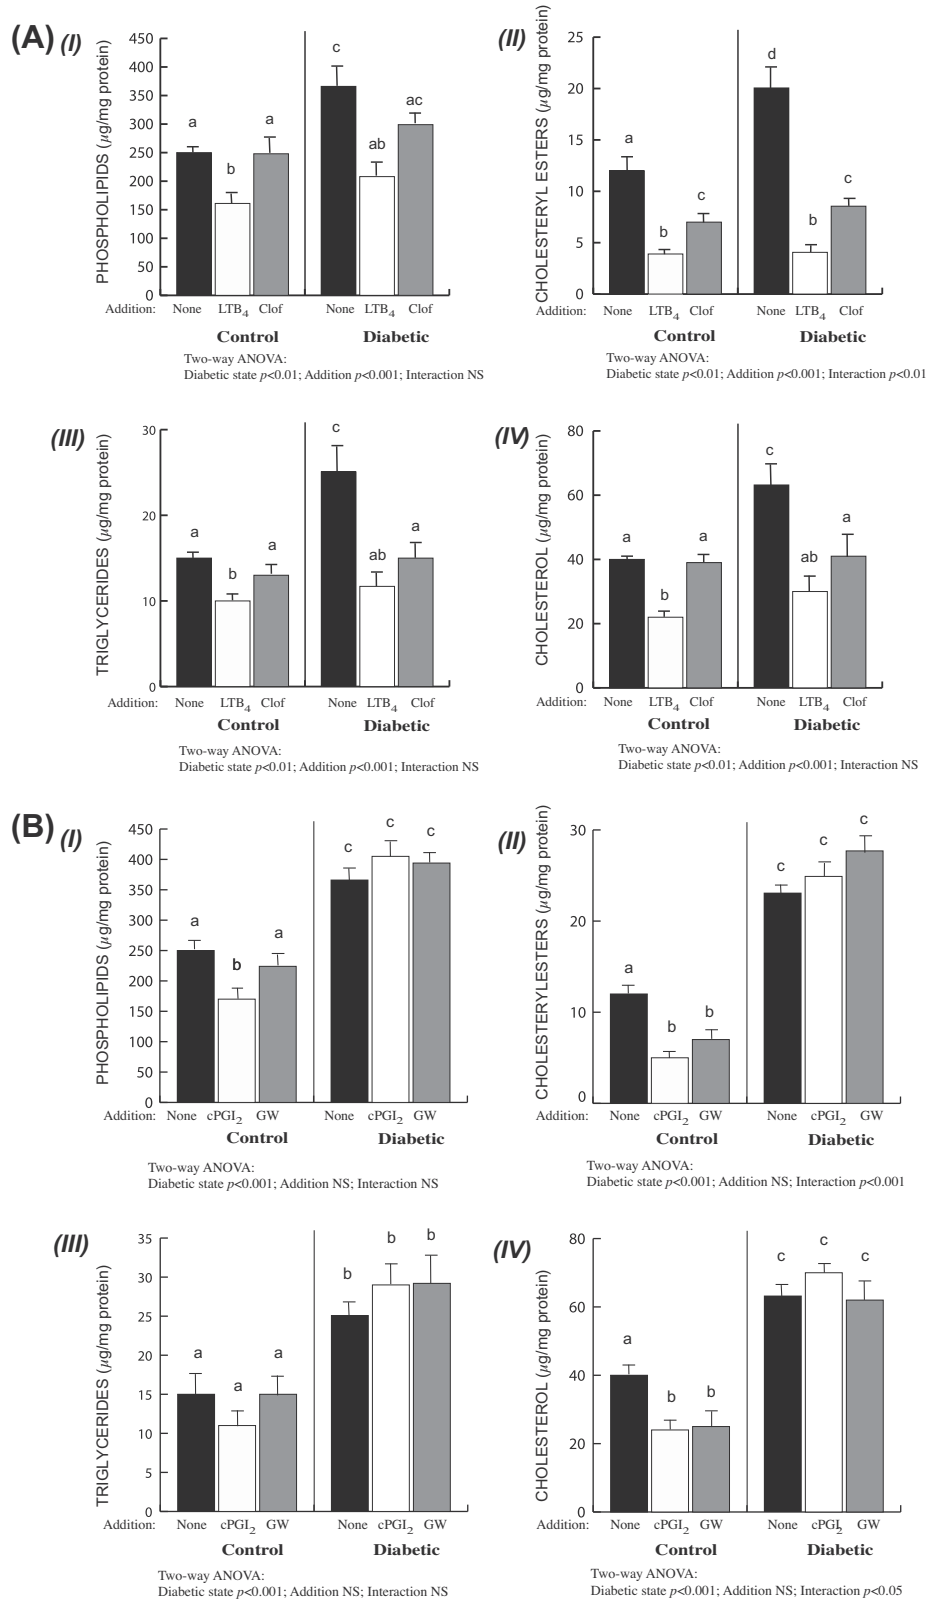 (A) (I)
PHOSPHOLIPIDS (µg/mg protein)
450
400
350
300
250
200
150
100
50
0
a
b
a
c
ab
ac
Addition: None LTB4 Clof None LTB4 Clof
Control Diabetic
Two-way ANOVA:
Diabetic state p<0.01; Addition p<0.001; Interaction NS
(II)
CHOLESTERYL ESTERS (µg/mg protein)
25
20
15
10
5
0
a
b
c
d
b
c
Addition: None LTB4 Clof None LTB4 Clof
Control Diabetic
Two-way ANOVA:
Diabetic state p<0.01; Addition p<0.001; Interaction p<0.01
(III)
TRIGLYCERIDES (µg/mg protein)
30
20
10
0
a
b
a
c
ab
a
Addition: None LTB4 Clof None LTB4 Clof
Control Diabetic
Two-way ANOVA:
Diabetic state p<0.01; Addition p<0.001; Interaction NS
(IV)
CHOLESTEROL (µg/mg protein)
80
60
40
20
0
a
b
a
c
ab
a
Addition: None LTB4 Clof None LTB4 Clof
Control Diabetic
Two-way ANOVA:
Diabetic state p<0.01; Addition p<0.001; Interaction NS
(B) (I)
PHOSPHOLIPIDS (µg/mg protein)
450
400
350
300
250
200
150
100
50
0
a
b
a
c
c
c
Addition: None cPGI2 GW None cPGI2 GW
Control Diabetic
Two-way ANOVA:
Diabetic state p<0.001; Addition NS; Interaction NS
(II)
CHOLESTERYLESTERS (µg/mg protein)
30
20
10
0
a
b
b
c
c
c
Addition: None cPGI2 GW None cPGI2 GW
Control Diabetic
Two-way ANOVA:
Diabetic state p<0.001; Addition NS; Interaction p<0.001
(III)
TRIGLYCERIDES (µg/mg protein)
35
30
25
20
15
10
5
0
a
a
a
b
b
b
Addition: None cPGI2 GW None cPGI2 GW
Control Diabetic
Two-way ANOVA:
Diabetic state p<0.001; Addition NS; Interaction NS
(IV)
CHOLESTEROL (µg/mg protein)
80
60
40
20
0
a
b
b
c
c
c
Addition: None cPGI2 GW None cPGI2 GW
Control Diabetic
Two-way ANOVA:
Diabetic state p<0.001; Addition NS; Interaction p<0.05